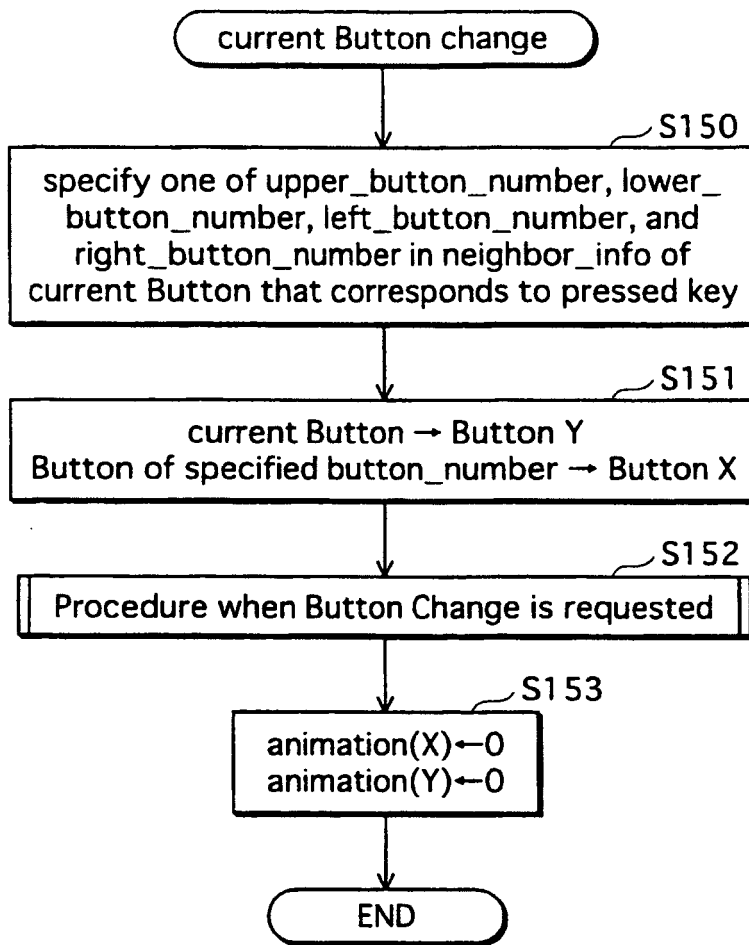 current Button change
S150
specify one of upper_button_number, lower_
button_number, left_button_number, and
right_button_number in neighbor_info of
current Button that corresponds to pressed key
S151
current Button → Button Y
Button of specified button_number → Button X
S152
Procedure when Button Change is requested
S153
animation(X)←0
animation(Y)←0
END